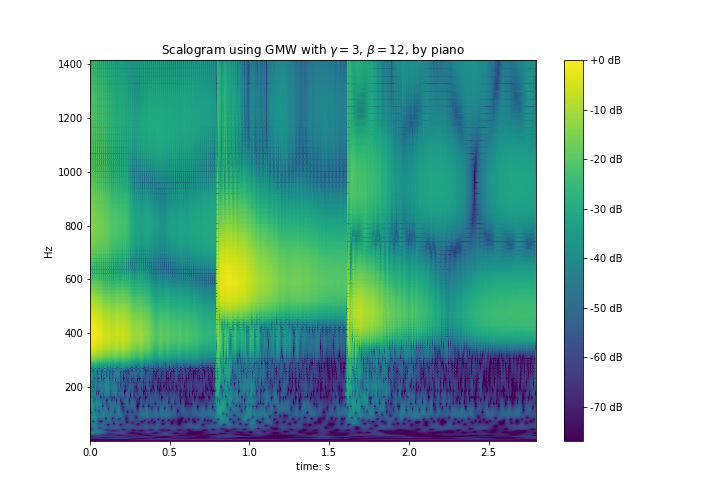 Scalogram using GMW with γ = 3, β = 12, by piano
1400
1200
1000
800
600
400
200
Hz
0.0 0.5 1.0 1.5 2.0 2.5
time: s
+0 dB
-10 dB
-20 dB
-30 dB
-40 dB
-50 dB
-60 dB
-70 dB